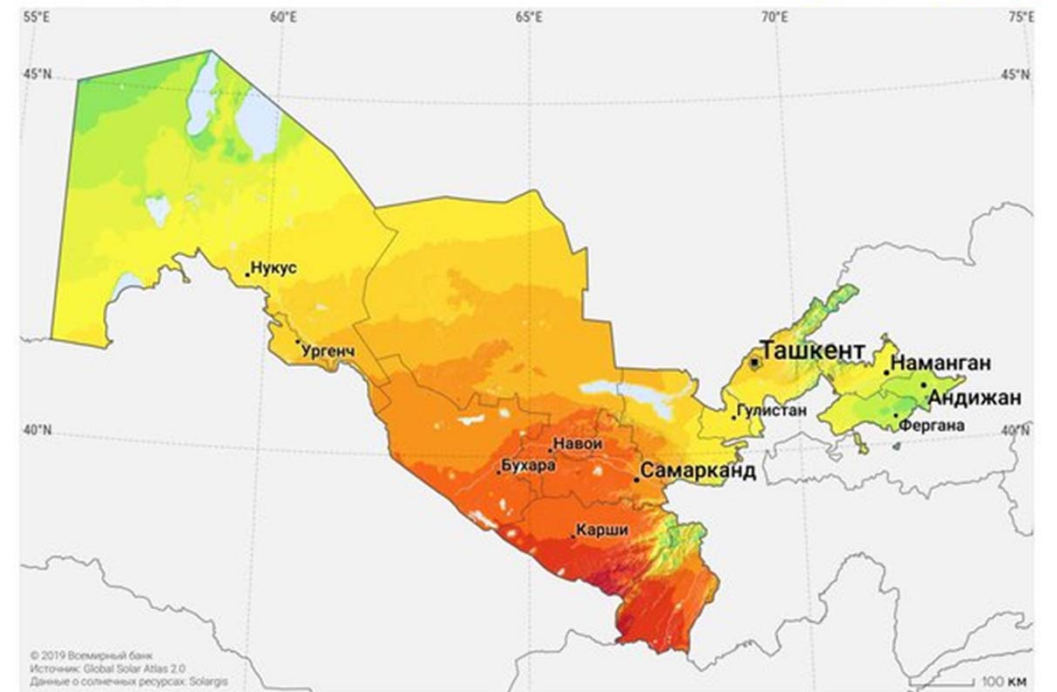 55°E 60°E 65°E 70°E 75°E
45°N 45°N
Нукус
Ургенч
Ташкент
Наманган
Андижан
Гулистан
Фергана
40°N 40°N
Навои
Бухара
Самарканд
Карши
© 2019 Всемирный банк
Источник: Global Solar Atlas 2.0
Данные о солнечных ресурсах: Solargis
100 км